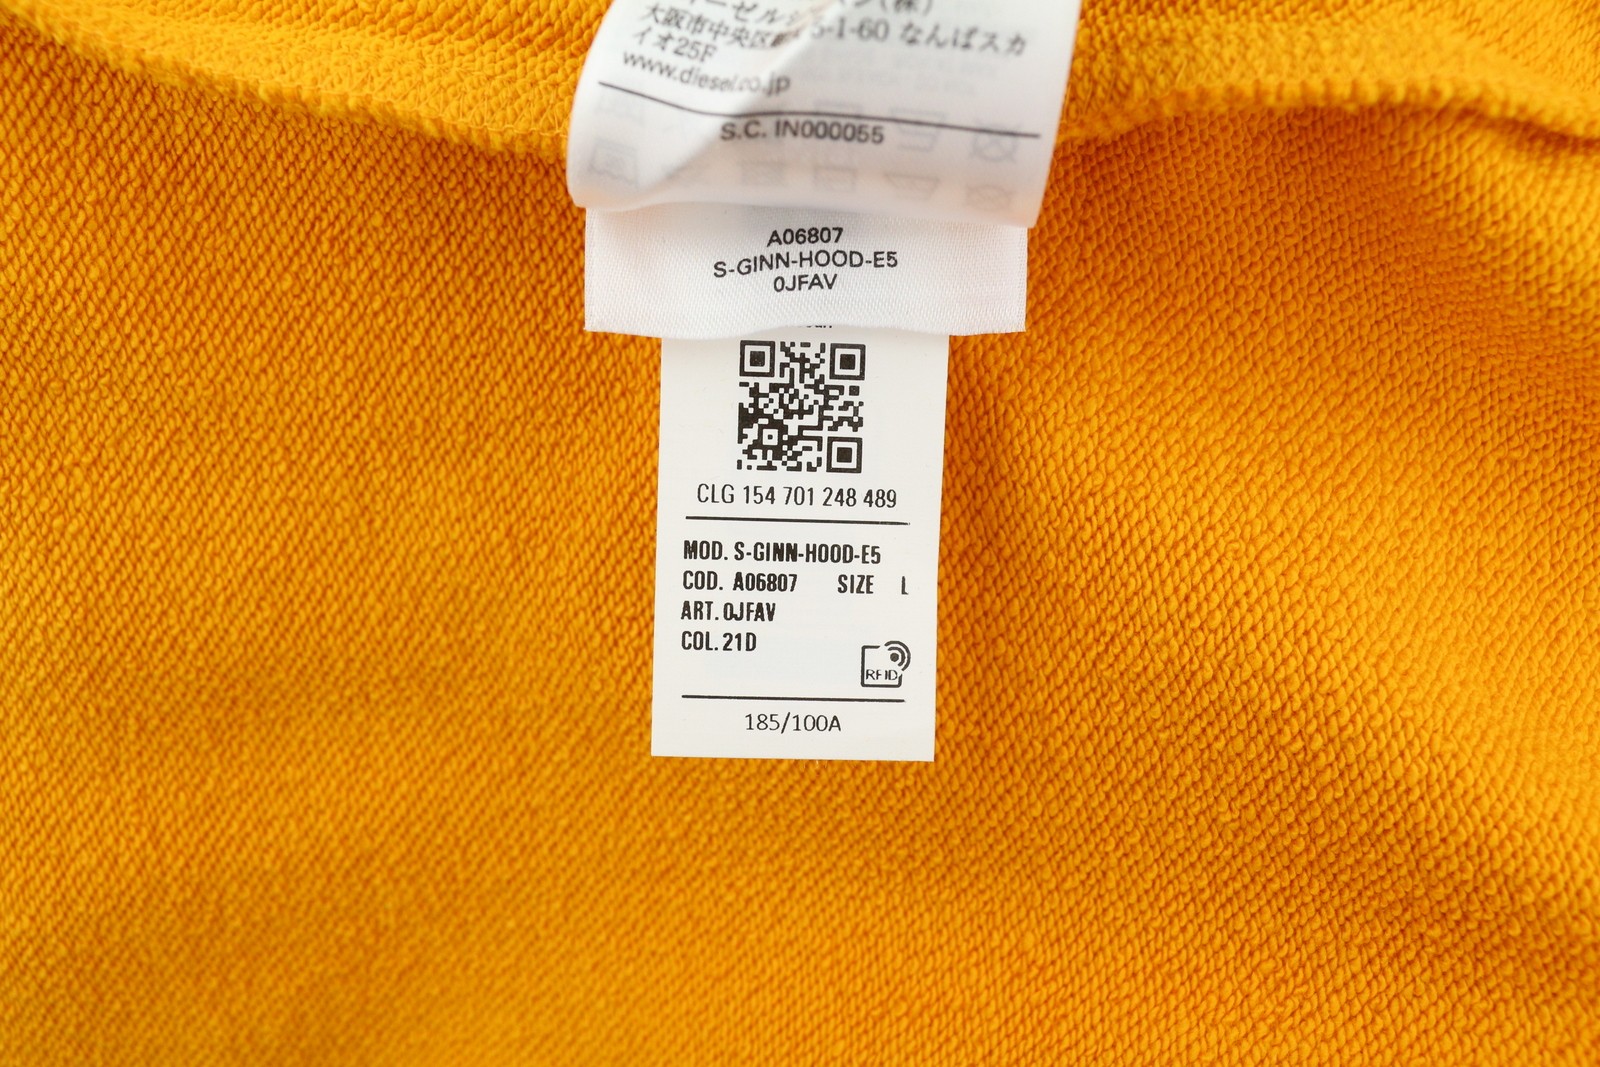 (株)
大阪市中央区 5-1-60 なんばスカ
イオ25F
www.diesel.co.jp
S.C. IN000055
A06807
S-GINN-HOOD-E5
0JFAV
CLG 154 701 248 489
MOD. S-GINN-HOOD-E5
COD. A06807 SIZE L
ART. 0JFAV
COL. 21D
RFID
185/100A